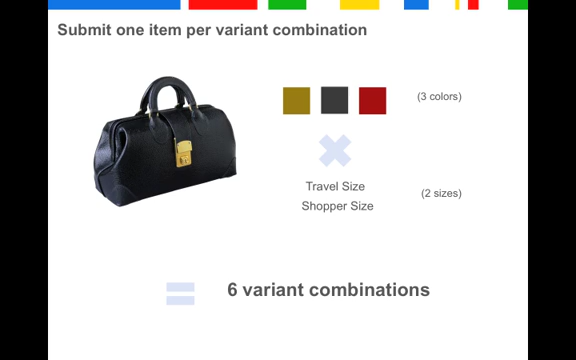 Submit one item per variant combination
(3 colors)
Travel Size
(2 sizes)
Shopper Size
6 variant combinations